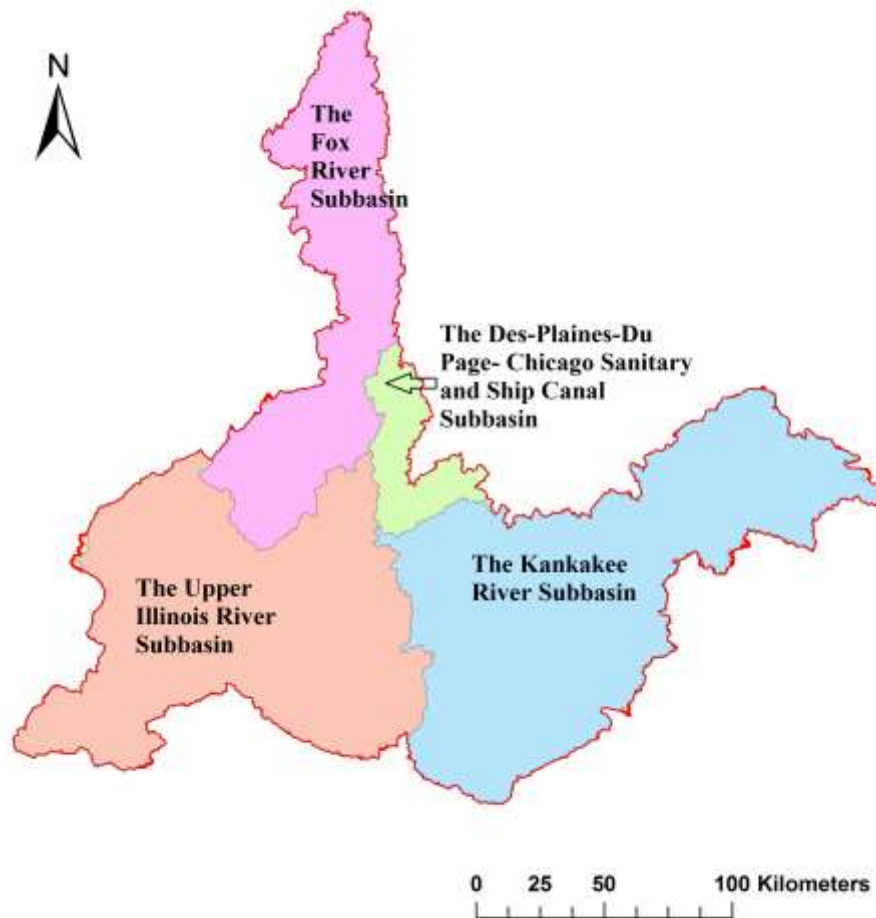 N
The
Fox
River
Subbasin
The Des-Plaines-Du
Page- Chicago Sanitary
and Ship Canal
Subbasin
The Kankakee
River Subbasin
The Upper
Illinois River
Subbasin
0 25 50 100 Kilometers